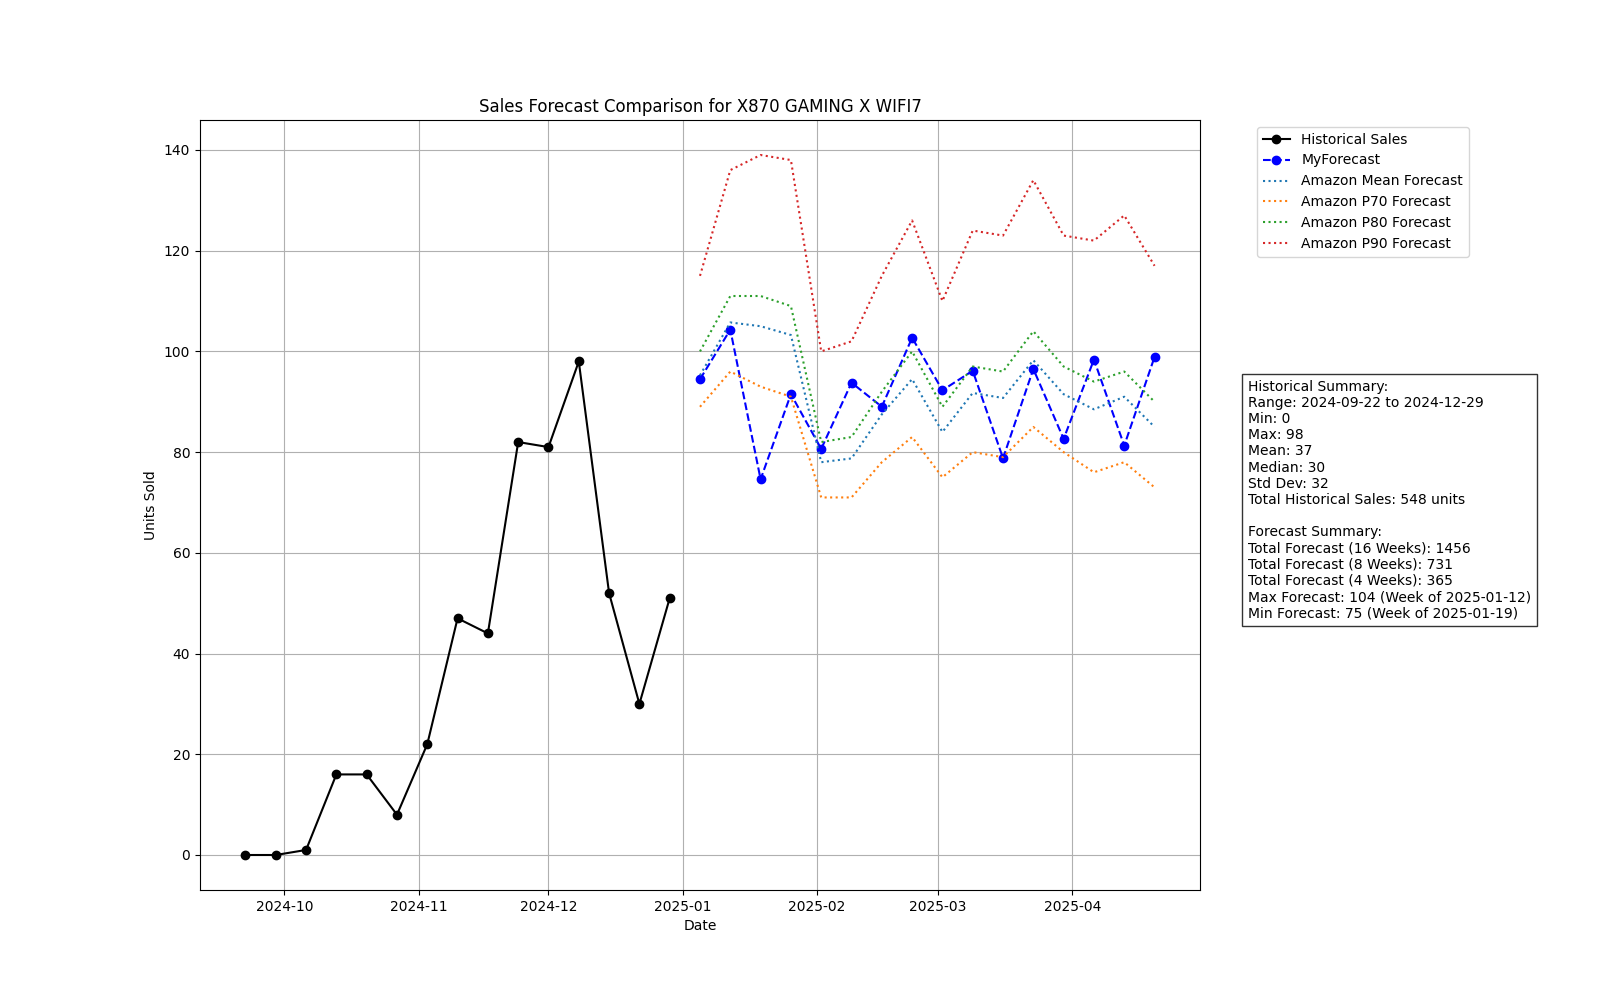 Sales Forecast Comparison for X870 GAMING X WIFI7
Units Sold
140
120
100
80
60
40
20
0
2024-10
2024-11
2024-12
2025-01
2025-02
2025-03
2025-04
Date
Historical Sales
MyForecast
Amazon Mean Forecast
Amazon P70 Forecast
Amazon P80 Forecast
Amazon P90 Forecast
Historical Summary:
Range: 2024-09-22 to 2024-12-29
Min: 0
Max: 98
Mean: 37
Median: 30
Std Dev: 32
Total Historical Sales: 548 units
Forecast Summary:
Total Forecast (16 Weeks): 1456
Total Forecast (8 Weeks): 731
Total Forecast (4 Weeks): 365
Max Forecast: 104 (Week of 2025-01-12)
Min Forecast: 75 (Week of 2025-01-19)